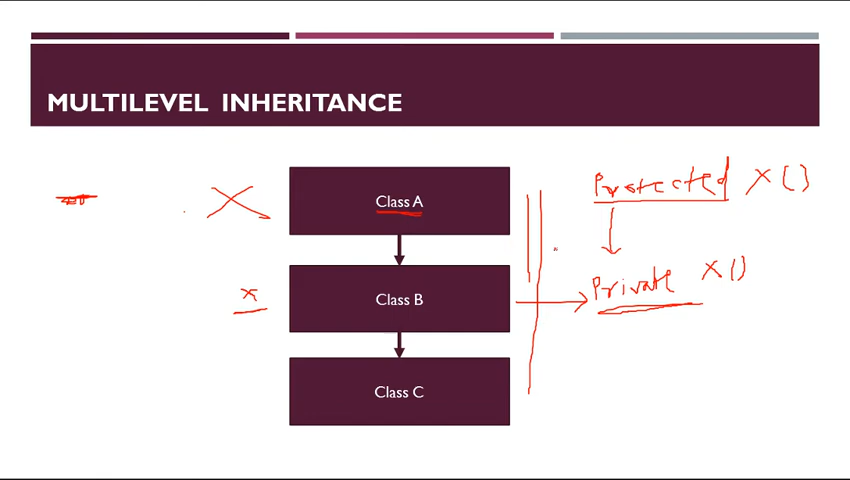 MULTILEVEL INHERITANCE
Class A
Protected X()
X
Class B
Private X()
x
Class C